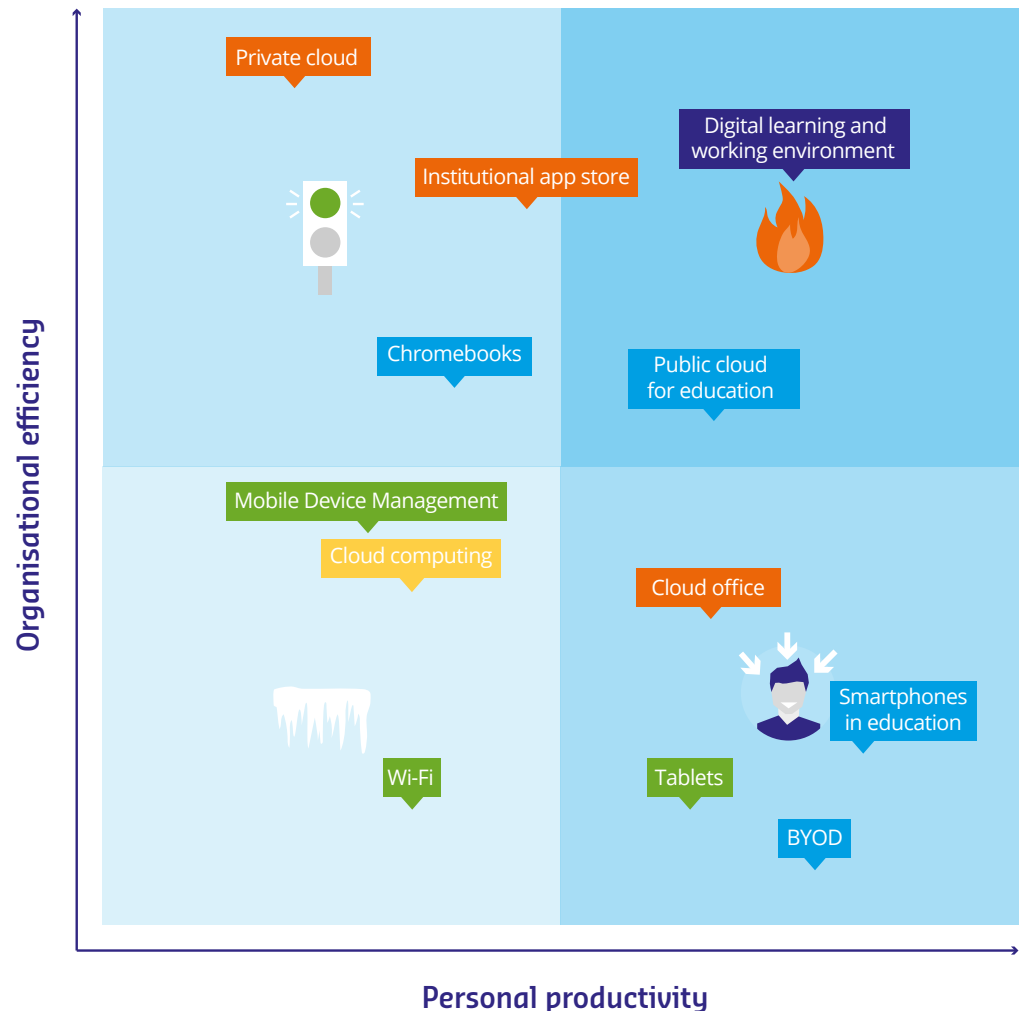 Private cloud
Digital learning and
working environment
Institutional app store
Chromebooks
Public cloud
for education
Organisational efficiency
Mobile Device Management
Cloud computing
Cloud office
Smartphones
in education
Wi-Fi
Tablets
BYOD
Personal productivity